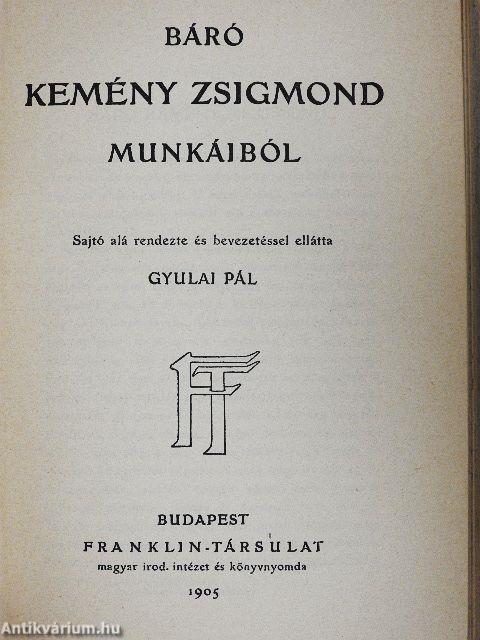 BÁRÓ
KEMÉNY ZSIGMOND
MUNKÁIBÓL
Sajtó alá rendezte és bevezetéssel ellátta
GYULAI PÁL
FT
BUDAPEST
FRANKLIN-TÁRSULAT
magyar irod. intézet és könyvnyomda
1905
Antikvárium.hu